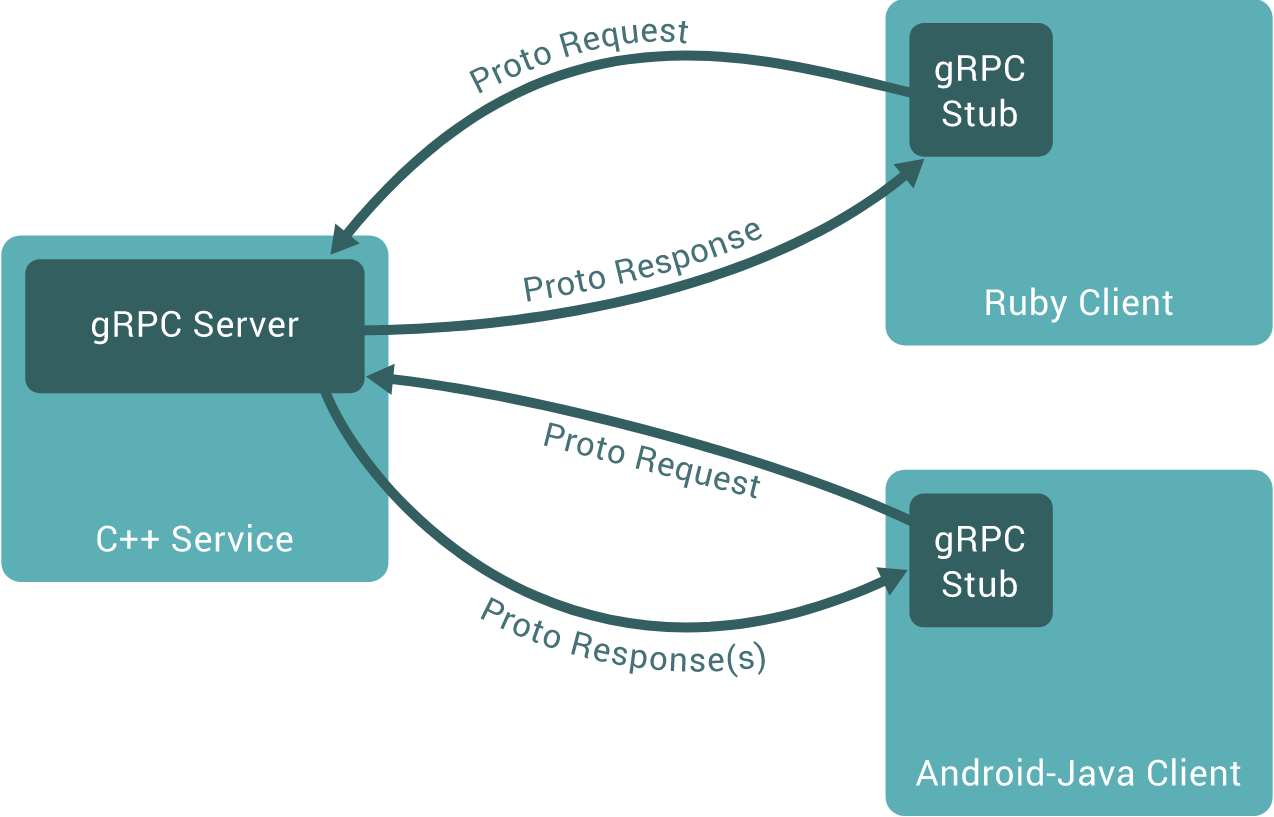 Proto Request
gRPC
Stub
Proto Response
Ruby Client
gRPC Server
C++ Service
Proto Request
gRPC
Stub
Proto Response(s)
Android-Java Client